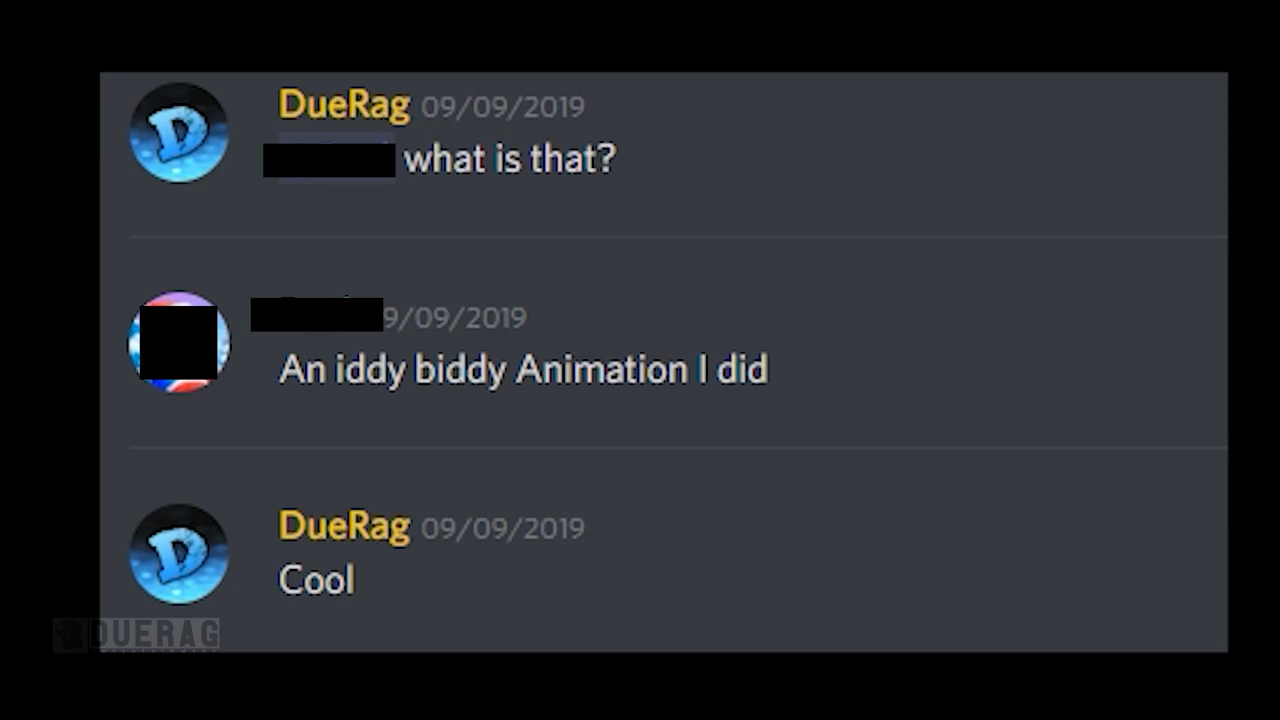 DueRag 09/09/2019
what is that?
9/09/2019
An iddy biddy Animation I did
DueRag 09/09/2019
Cool
DUERAG